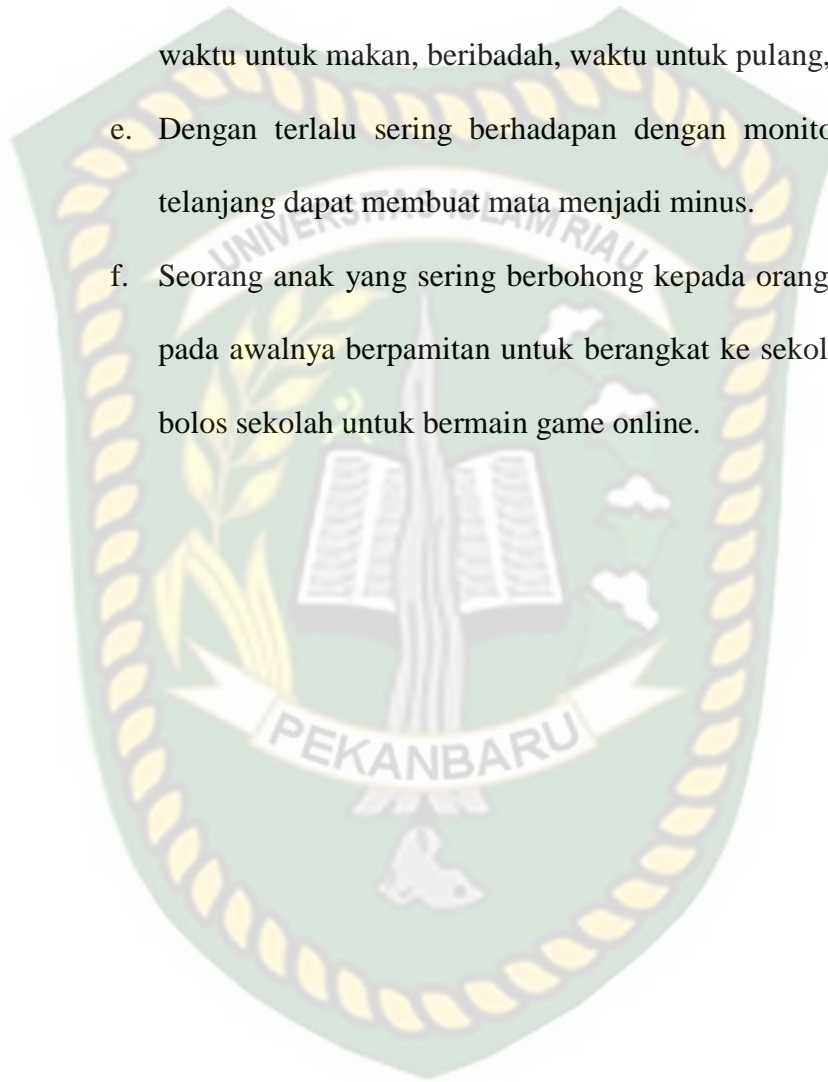 waktu untuk makan, beribadah, waktu untuk pulang,
e. Dengan terlalu sering berhadapan dengan monito
telanjang dapat membuat mata menjadi minus.
UNIVERSITAS ISLAM RIAU
f. Seorang anak yang sering berbohong kepada orang
pada awalnya berpamitan untuk berangkat ke sekol
bolos sekolah untuk bermain game online.
PEKANBARU